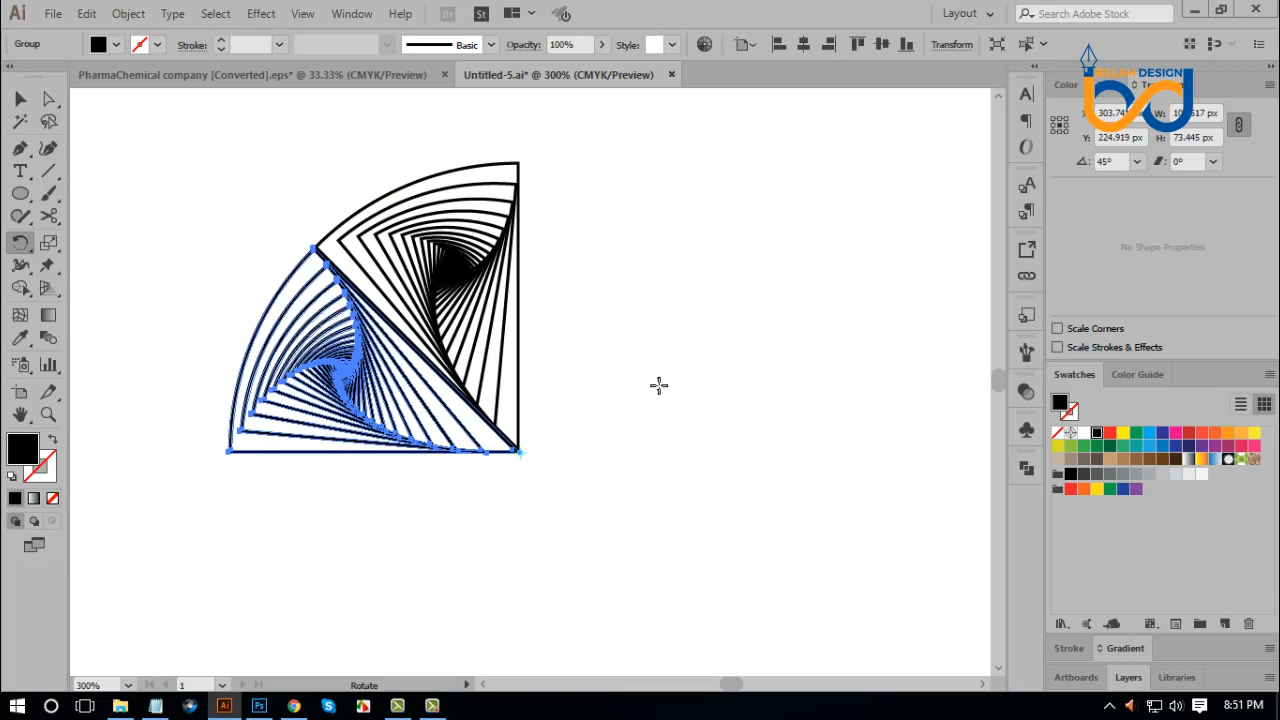 Ai File Edit Object Type Select Effect View Window Help Br St Layout Search Adobe Stock
Group Stroke: Basic Opacity: 100% Style: Transform
PharmaChemical company [Converted].eps* @ 33.33% (CMYK/Preview) × Untitled-5.ai* @ 300% (CMYK/Preview) ×
DESIGN
Color
W:
Y: 224.919 px H: 73.445 px
45° 0°
No Shape Properties
Scale Corners
Scale Strokes & Effects
Swatches Color Guide
Stroke Gradient
Artboards Layers Libraries
300% 1 Rotate
8:51 PM